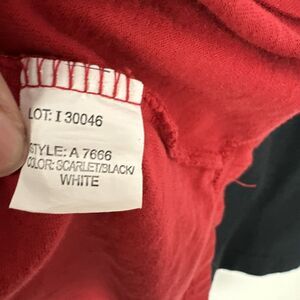 LOT: I 30046
STYLE: A 7666
COLOR: SCARLET/BLACK/
WHITE